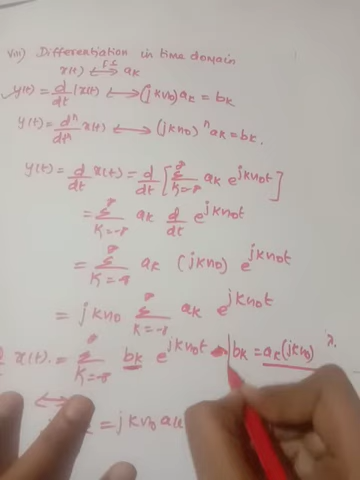 viii) Differentiation in time domain
x(t) F.S ⟷ ak
y(t) = d/dt x(t) ⟷ (jkω0) ak = bk
y(t) = dⁿ/dtⁿ x(t) ⟷ (jkω0)ⁿ ak = bk.
y(t) = d/dt x(t) = d/dt [ ∞ Σ K=-∞ ak e^jkω0t ]
= ∞ Σ K=-∞ ak d/dt e^jkω0t
= ∞ Σ K=-∞ ak (jkω0) e^jkω0t
= jkω0 ∞ Σ K=-∞ ak e^jkω0t
x(t). = ∞ Σ K=-∞ bk e^jkω0t | bk = ak (jkω0)
⟷
= jkω0 ak